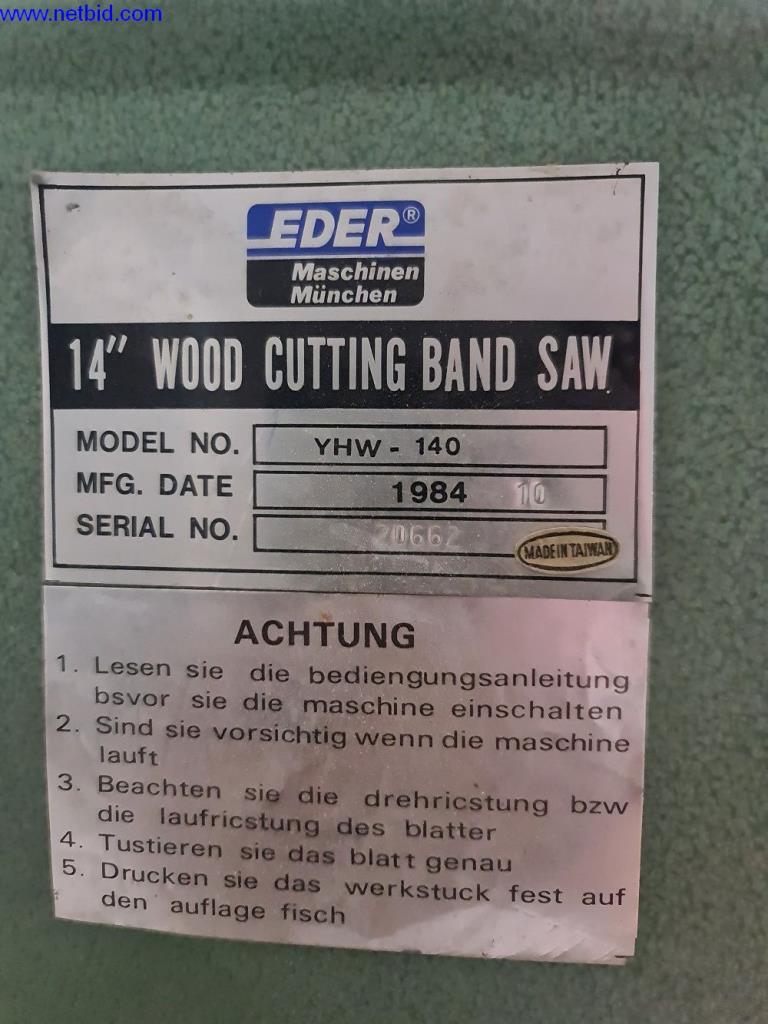 www.netbid.com
EDER®
Maschinen
München
14" WOOD CUTTING BAND SAW
MODEL NO. YHW - 140
MFG. DATE 1984 10
SERIAL NO. 20662
MADE IN TAIWAN
ACHTUNG
1. Lesen sie die bediengungsanleitung
bsvor sie die maschine einschalten
2. Sind sie vorsichtig wenn die maschine
lauft
3. Beachten sie die drehricstung bzw
die laufricstung des blatter
4. Tustieren sie das blatt genau
5. Drucken sie das werkstuck fest auf
den auflage fisch